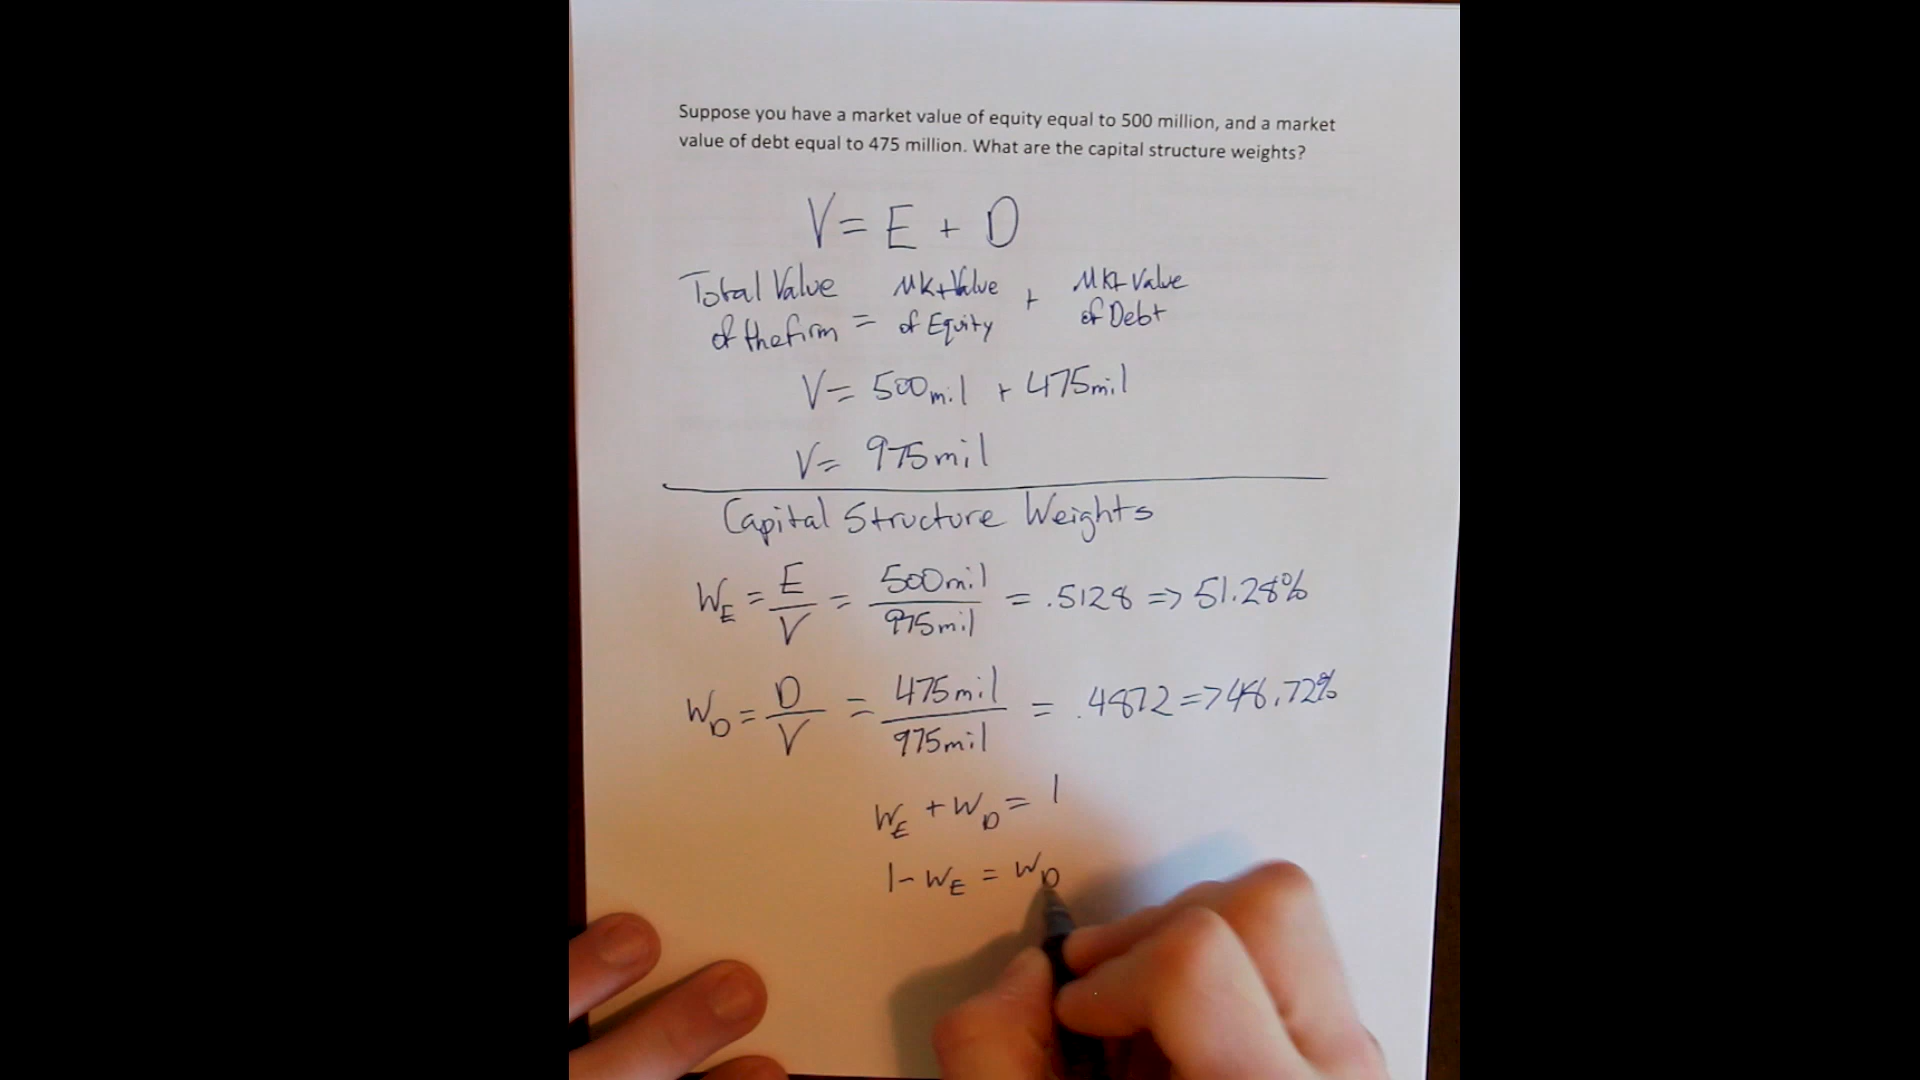 Suppose you have a market value of equity equal to 500 million, and a market
value of debt equal to 475 million. What are the capital structure weights?
V = E + D
Total Value of the firm = Mkt Value of Equity + Mkt Value of Debt
V = 500mil + 475mil
V = 975mil
Capital Structure Weights
W_E = E/V = 500mil/975mil = .5128 => 51.28%
W_D = D/V = 475mil/975mil = .4872 => 48.72%
W_E + W_D = 1
1 - W_E = W_D